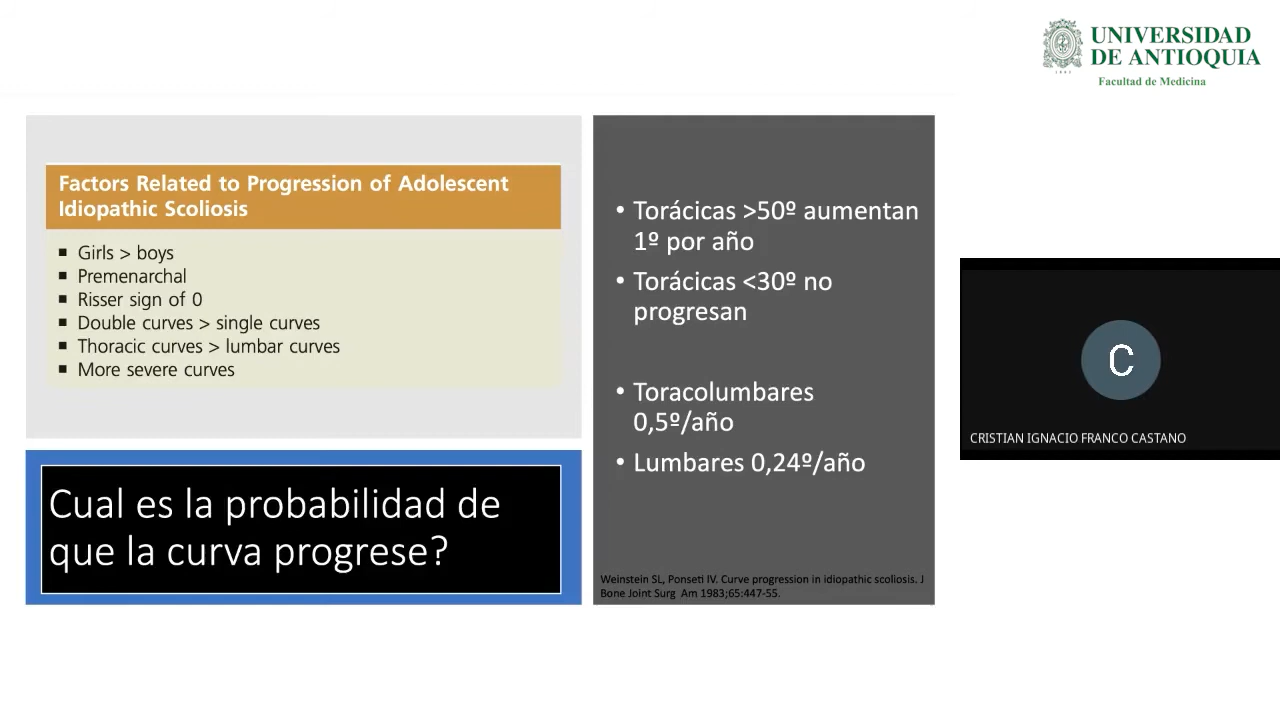 UNIVERSIDAD
DE ANTIOQUIA
1803
Facultad de Medicina
Factors Related to Progression of Adolescent
Idiopathic Scoliosis
▪ Girls > boys
▪ Premenarchal
▪ Risser sign of 0
▪ Double curves > single curves
▪ Thoracic curves > lumbar curves
▪ More severe curves
Cual es la probabilidad de
que la curva progrese?
• Torácicas >50º aumentan
1º por año
• Torácicas <30º no
progresan
• Toracolumbares
0,5º/año
• Lumbares 0,24º/año
Weinstein SL, Ponseti IV. Curve progression in idiopathic scoliosis. J
Bone Joint Surg Am 1983;65:447-55.
C
CRISTIAN IGNACIO FRANCO CASTANO